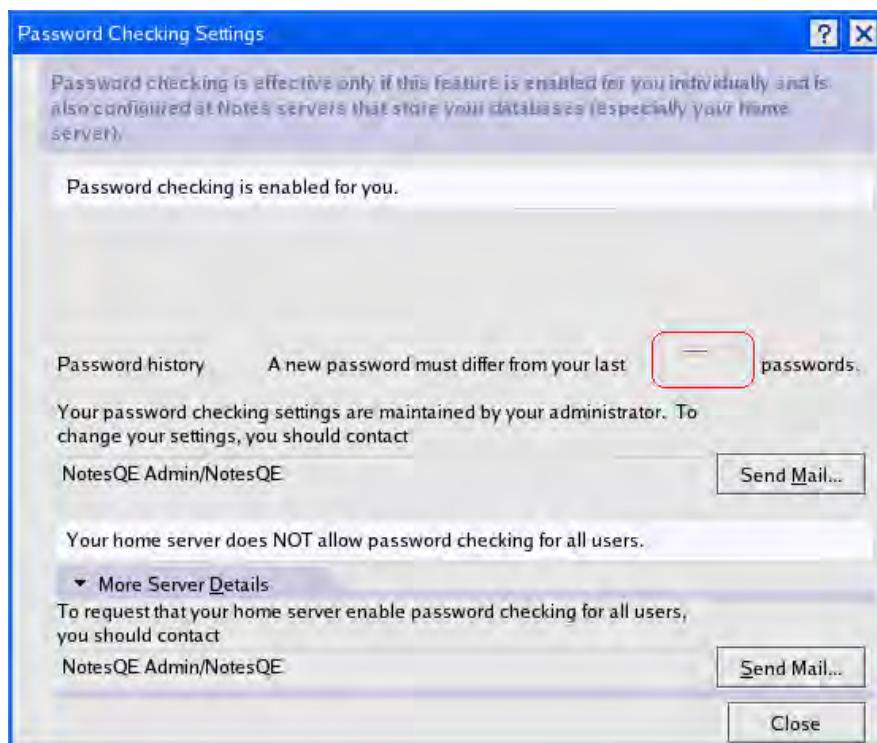 Password Checking Settings
Password checking is effective only if this feature is enabled for you individually and is
also configured at Notes servers that store your databases (especially your home
server).
Password checking is enabled for you.
Password history A new password must differ from your last passwords.
Your password checking settings are maintained by your administrator. To
change your settings, you should contact
NotesQE Admin/NotesQE
Send Mail...
Your home server does NOT allow password checking for all users.
More Server Details
To request that your home server enable password checking for all users,
you should contact
NotesQE Admin/NotesQE
Send Mail...
Close